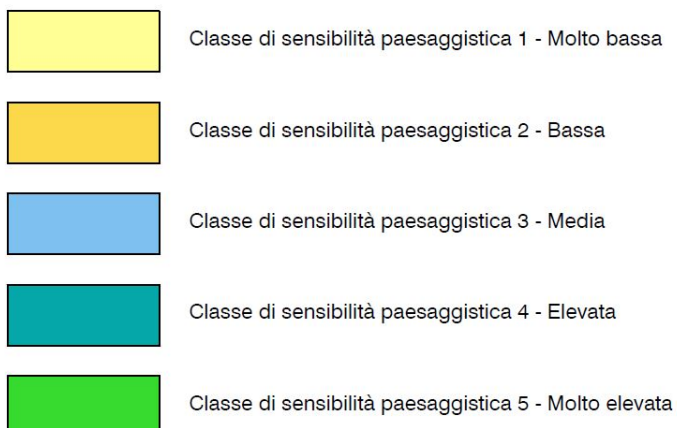 Classe di sensibilità paesaggistica 1 - Molto bassa
Classe di sensibilità paesaggistica 2 - Bassa
Classe di sensibilità paesaggistica 3 - Media
Classe di sensibilità paesaggistica 4 - Elevata
Classe di sensibilità paesaggistica 5 - Molto elevata